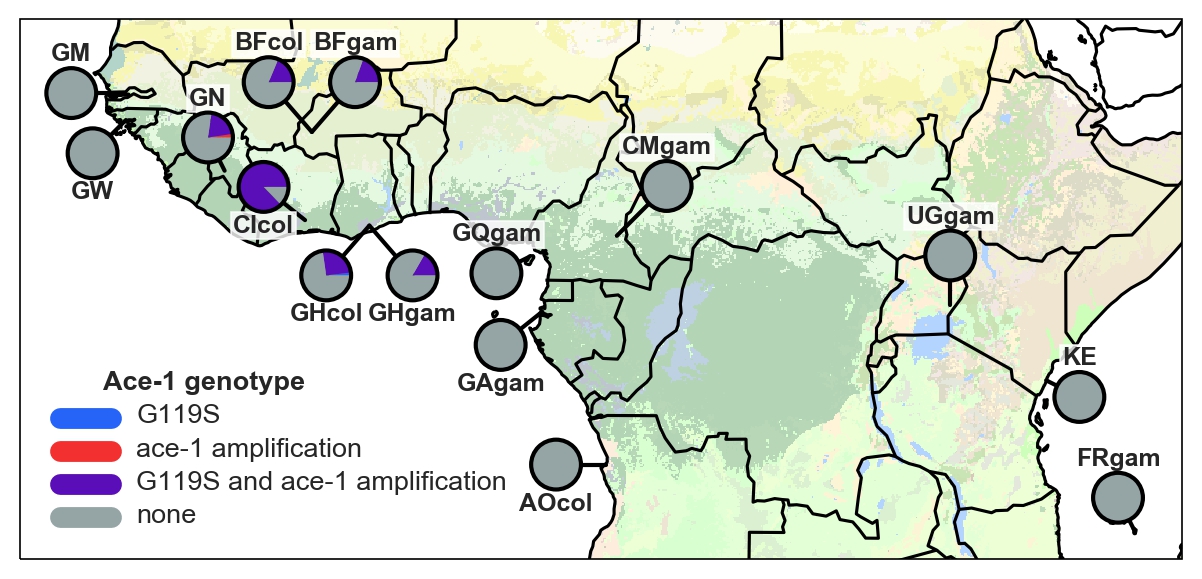 GM
BFcol BFgam
GN
GW
CIcol
CMgam
UGgam
GQgam
GHcol GHgam
GAgam
KE
AOcol
FRgam
Ace-1 genotype
G119S
ace-1 amplification
G119S and ace-1 amplification
none